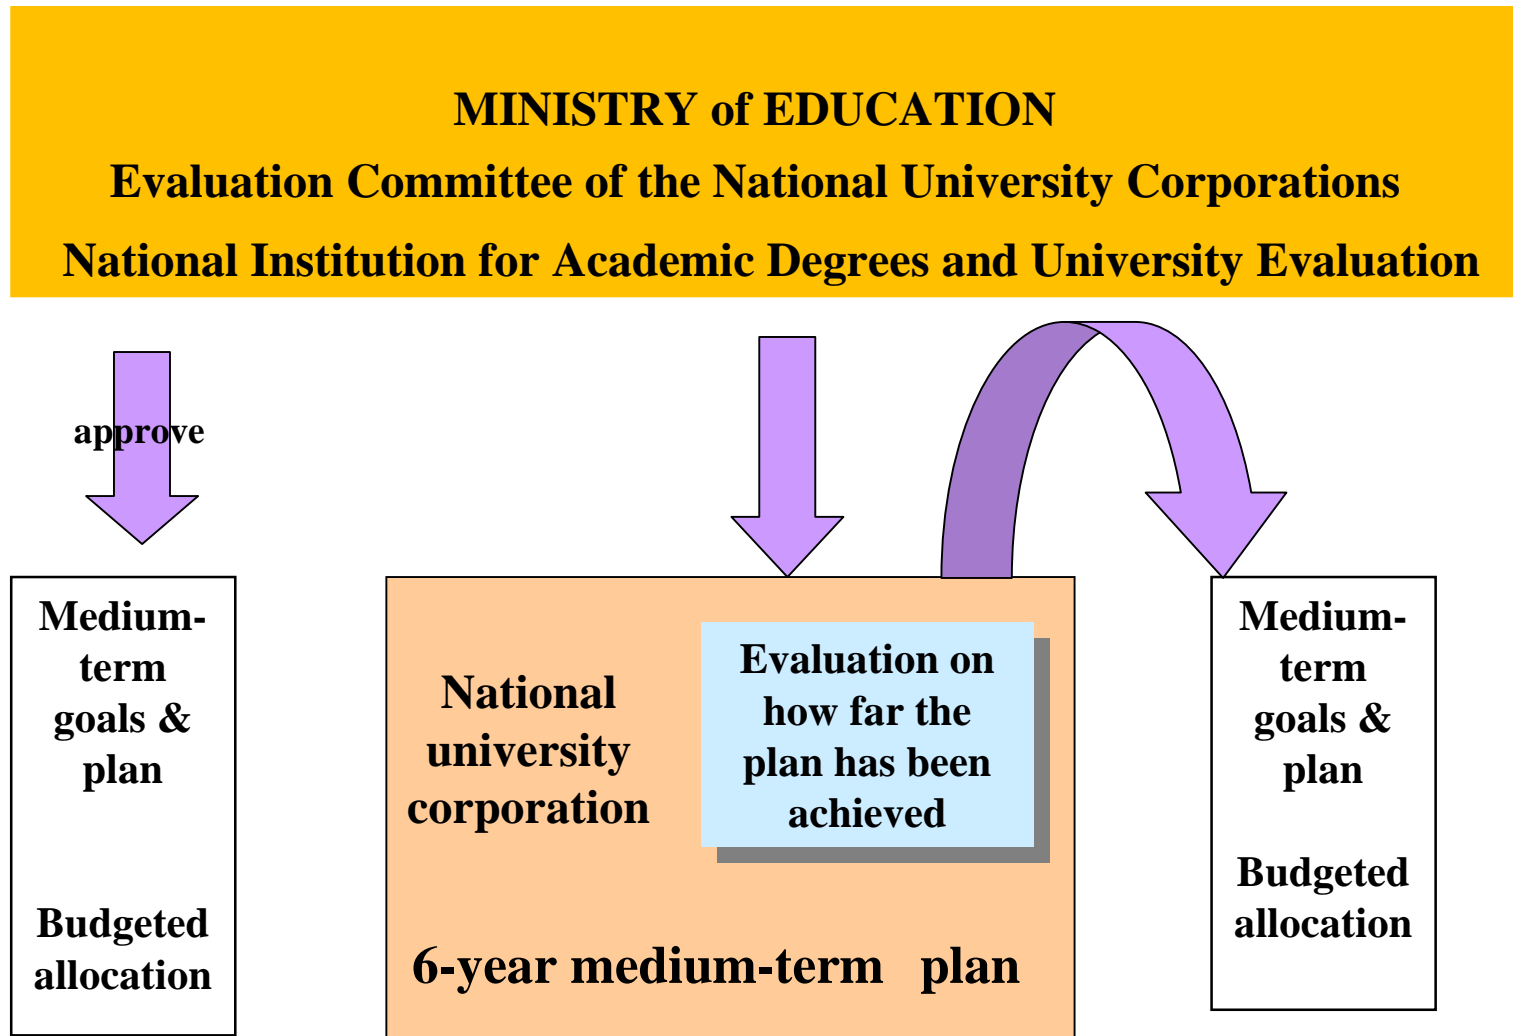 MINISTRY of EDUCATION
Evaluation Committee of the National University Corporations
National Institution for Academic Degrees and University Evaluation
approve
Medium-
term
goals &
plan
Budgeted
allocation
National
university
corporation
Evaluation on
how far the
plan has been
achieved
6-year medium-term plan
Medium-
term
goals &
plan
Budgeted
allocation